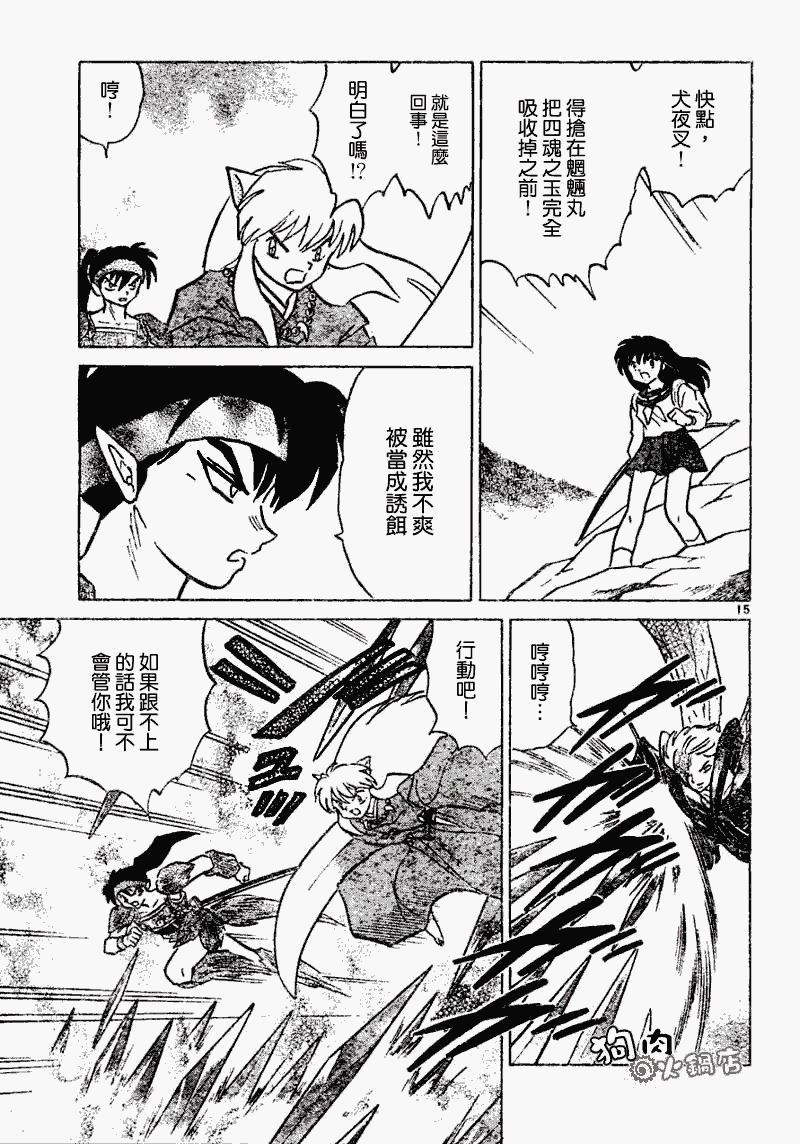 快點，
犬夜叉！
得搶在魍魎丸
把四魂之玉完全
吸收掉之前！
就是這麼
回事！
明白了嗎!?
哼！
雖然我不爽
被當成誘餌
15
哼哼哼…
行動吧！
如果跟不上
的話我可不
會管你哦！
狗肉
火鍋店